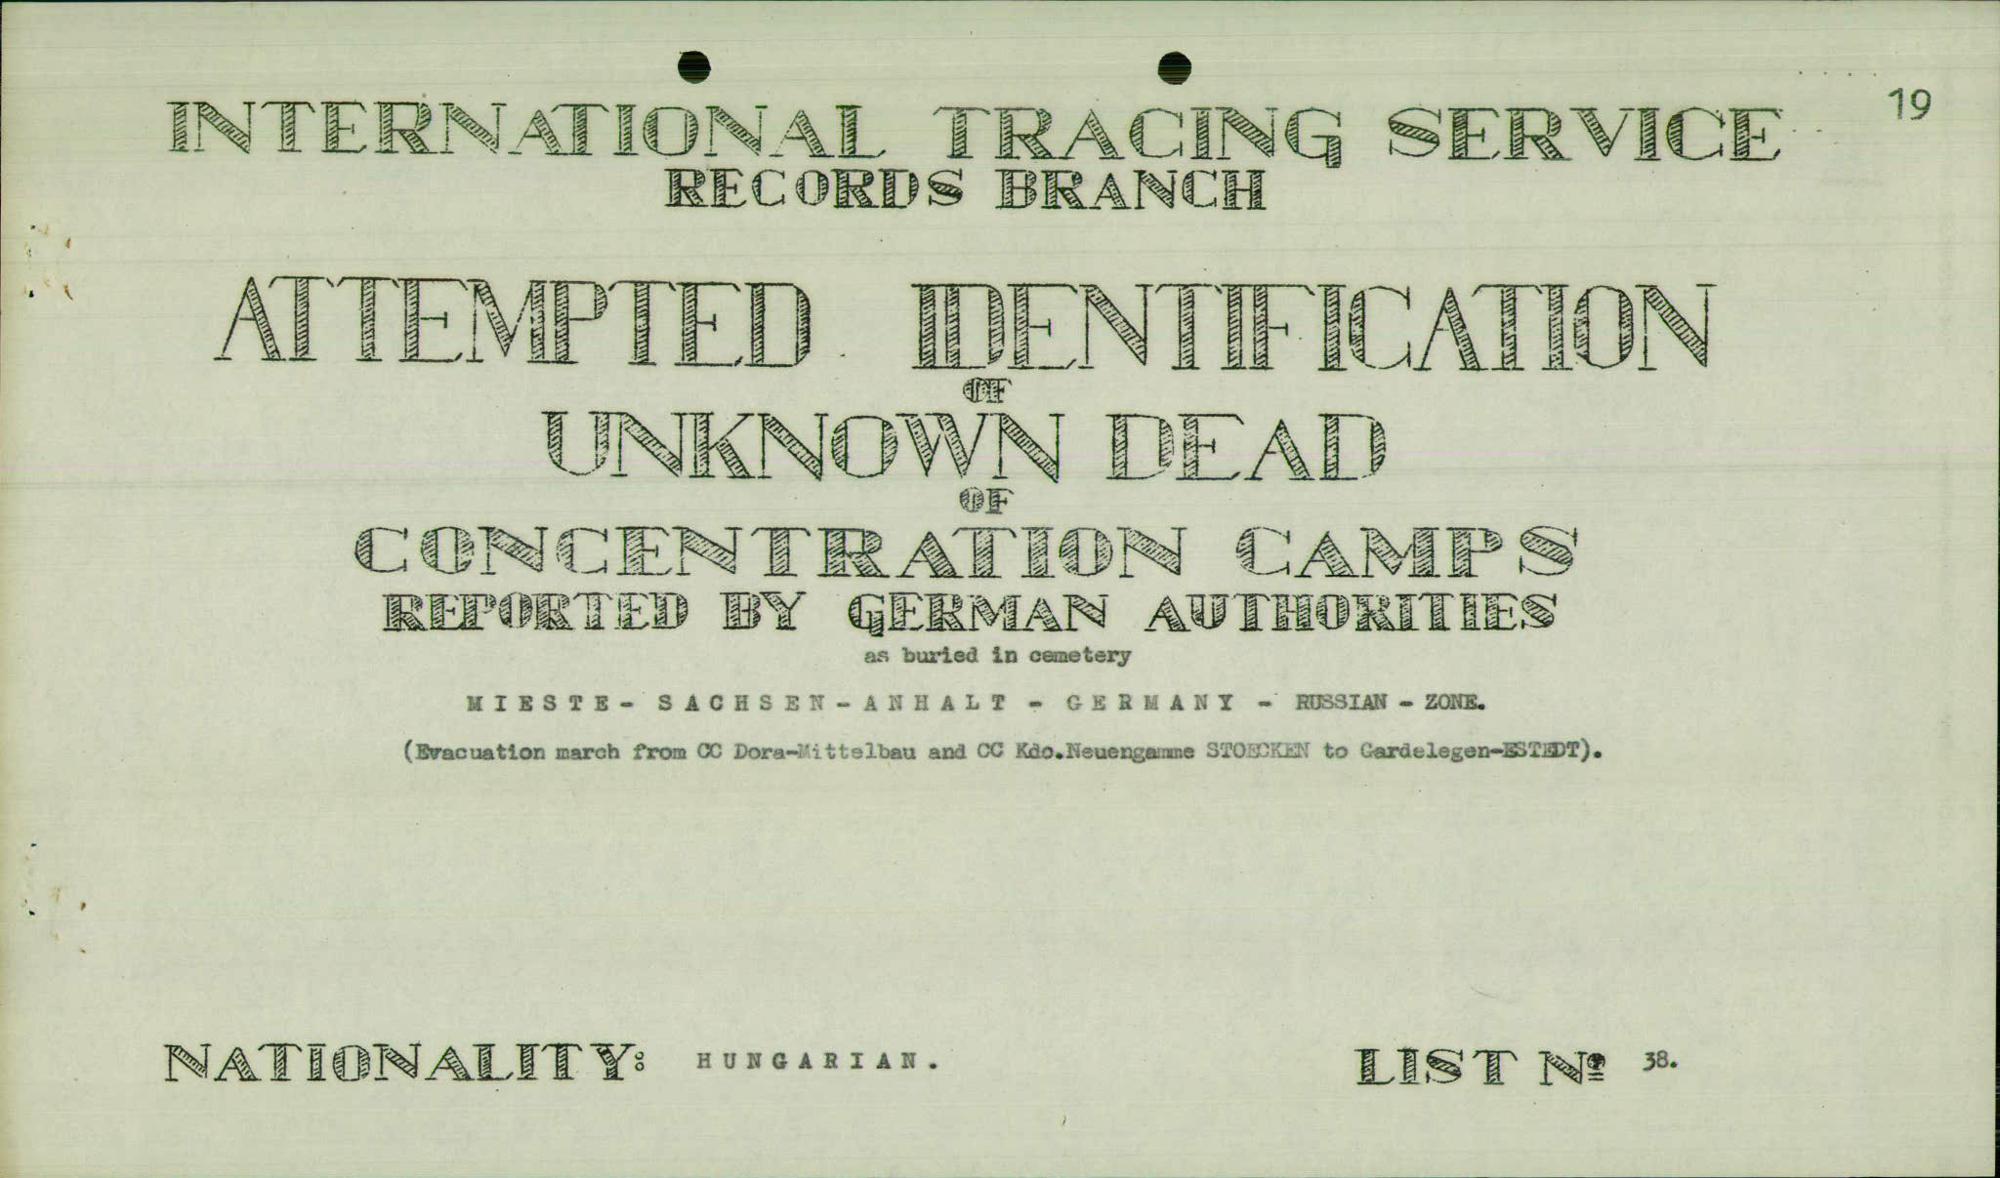 19
INTERNATIONAL TRACING SERVICE
RECORDS BRANCH
ATTEMPTED IDENTIFICATION
OF
UNKNOWN DEAD
OF
CONCENTRATION CAMPS
REPORTED BY GERMAN AUTHORITIES
as buried in cemetery
MIESTE- SACHSEN-ANHALT - GERMANY - RUSSIAN - ZONE.
(Evacuation march from CC Dora-Mittelbau and CC Kdo.Neuengamme STOECKEN to Gardelegen-ESTEDT).
NATIONALITY: HUNGARIAN.
LIST Nº 38.